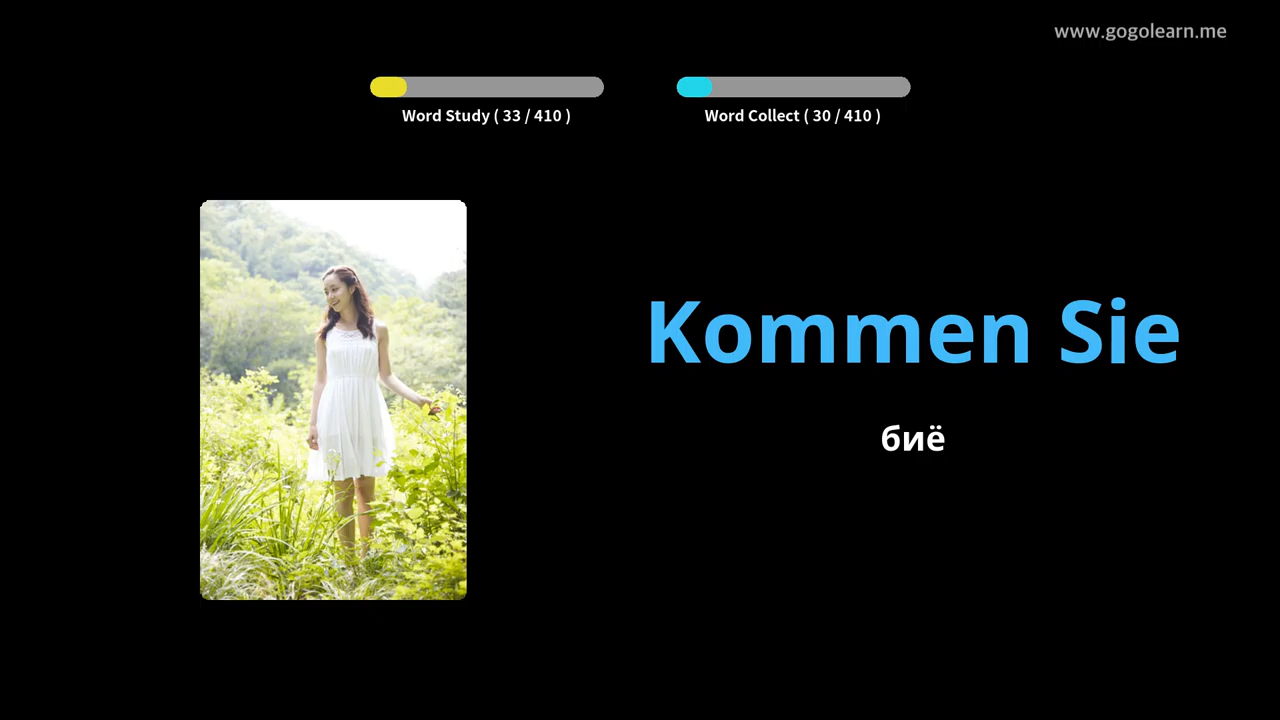 www.gogolearn.me
Word Study ( 33 / 410 )
Word Collect ( 30 / 410 )
Kommen Sie
биё